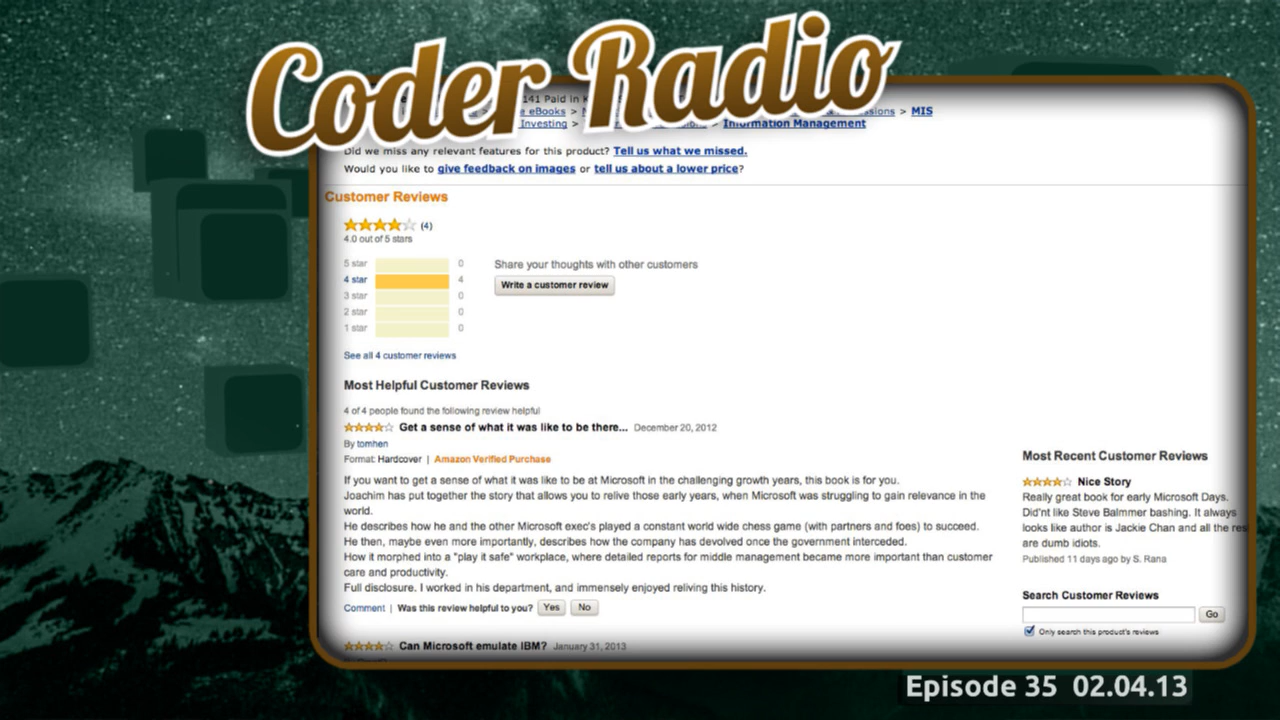 Coder Radio
141 Paid in
eBooks > > MIS
Investing > > Information Management
Did we miss any relevant features for this product? Tell us what we missed.
Would you like to give feedback on images or tell us about a lower price?
Customer Reviews
(4)
4.0 out of 5 stars
5 star 0
4 star 4
3 star 0
2 star 0
1 star 0
Share your thoughts with other customers
Write a customer review
See all 4 customer reviews
Most Helpful Customer Reviews
4 of 4 people found the following review helpful
Get a sense of what it was like to be there... December 20, 2012
By tomhen
Format: Hardcover | Amazon Verified Purchase
If you want to get a sense of what it was like to be at Microsoft in the challenging growth years, this book is for you.
Joachim has put together the story that allows you to relive those early years, when Microsoft was struggling to gain relevance in the
world.
He describes how he and the other Microsoft exec's played a constant world wide chess game (with partners and foes) to succeed.
He then, maybe even more importantly, describes how the company has devolved once the government interceded.
How it morphed into a "play it safe" workplace, where detailed reports for middle management became more important than customer
care and productivity.
Full disclosure. I worked in his department, and immensely enjoyed reliving this history.
Comment | Was this review helpful to you? Yes No
Can Microsoft emulate IBM? January 31, 2013
Most Recent Customer Reviews
Nice Story
Really great book for early Microsoft Days.
Did'nt like Steve Balmmer bashing. It always
looks like author is Jackie Chan and all the res
are dumb idiots.
Published 11 days ago by S. Rana
Search Customer Reviews
Go
Only search this product's reviews
Episode 35 02.04.13